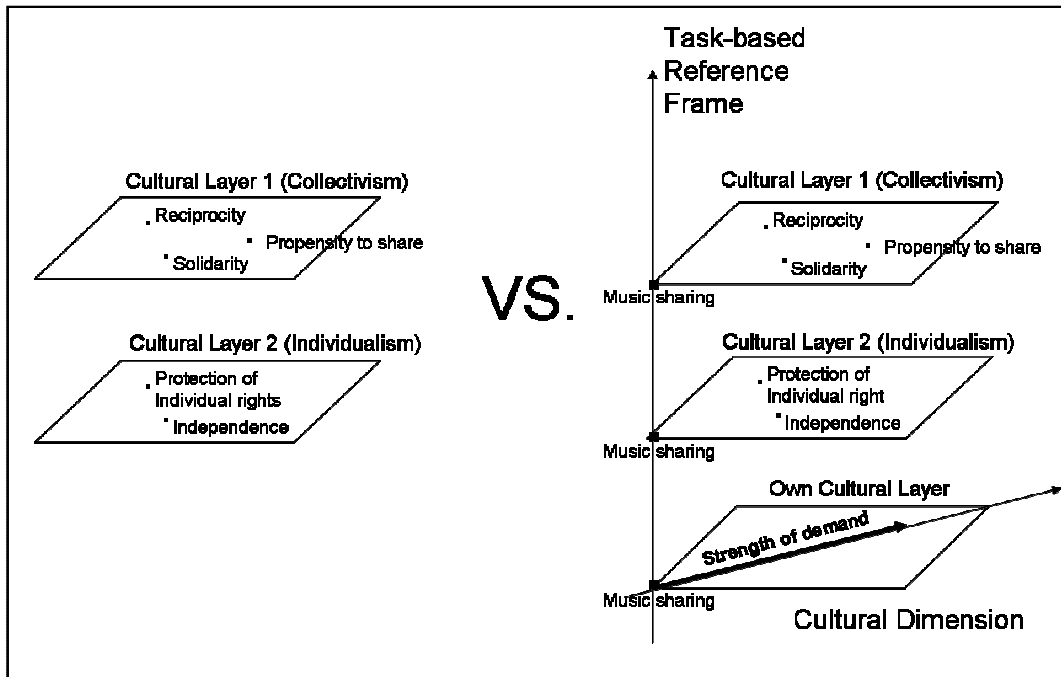 Cultural Layer 1 (Collectivism)
Reciprocity
Propensity to share
Solidarity
Cultural Layer 2 (Individualism)
Protection of
Individual rights
Independence
VS.
Task-based
Reference
Frame
Cultural Layer 1 (Collectivism)
Reciprocity
Propensity to share
Solidarity
Music sharing
Cultural Layer 2 (Individualism)
Protection of
Individual right
Independence
Music sharing
Own Cultural Layer
Strength of demand
Music sharing
Cultural Dimension